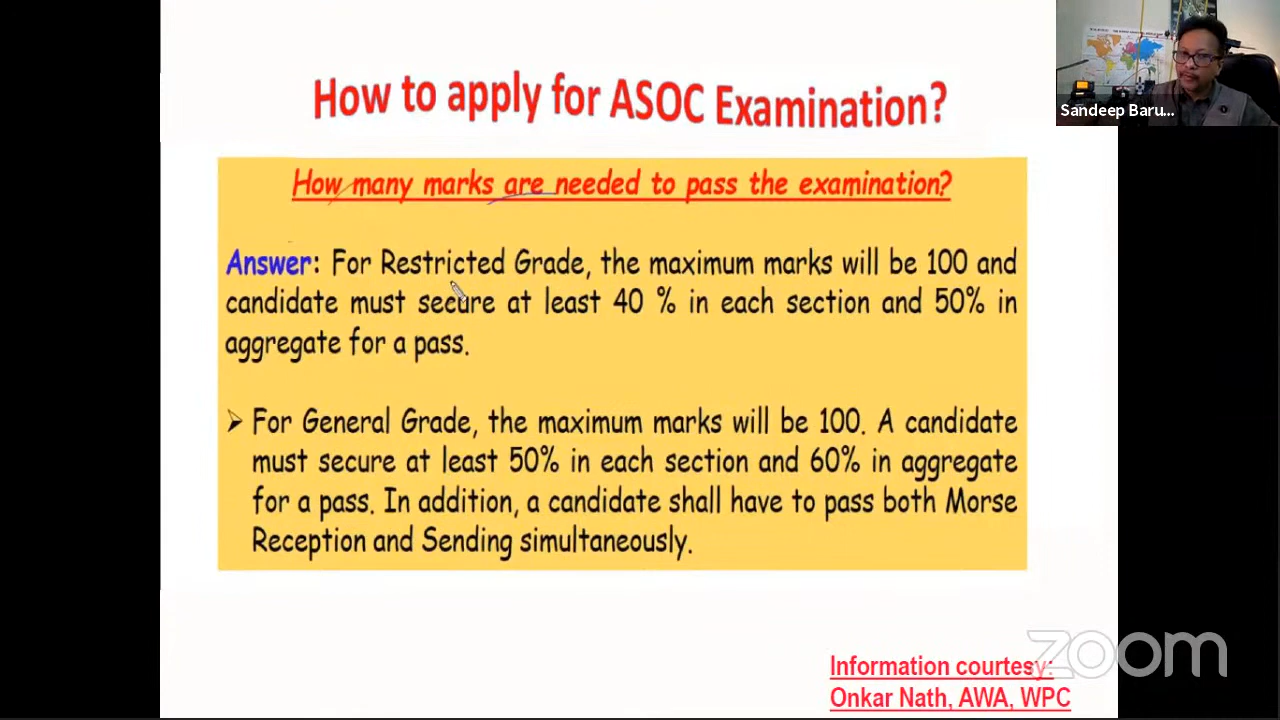 How to apply for ASOC Examination?
Sandeep Baru...
How many marks are needed to pass the examination?
Answer: For Restricted Grade, the maximum marks will be 100 and
candidate must secure at least 40 % in each section and 50% in
aggregate for a pass.
➢ For General Grade, the maximum marks will be 100. A candidate
must secure at least 50% in each section and 60% in aggregate
for a pass. In addition, a candidate shall have to pass both Morse
Reception and Sending simultaneously.
zoom
Information courtesy:
Onkar Nath, AWA, WPC